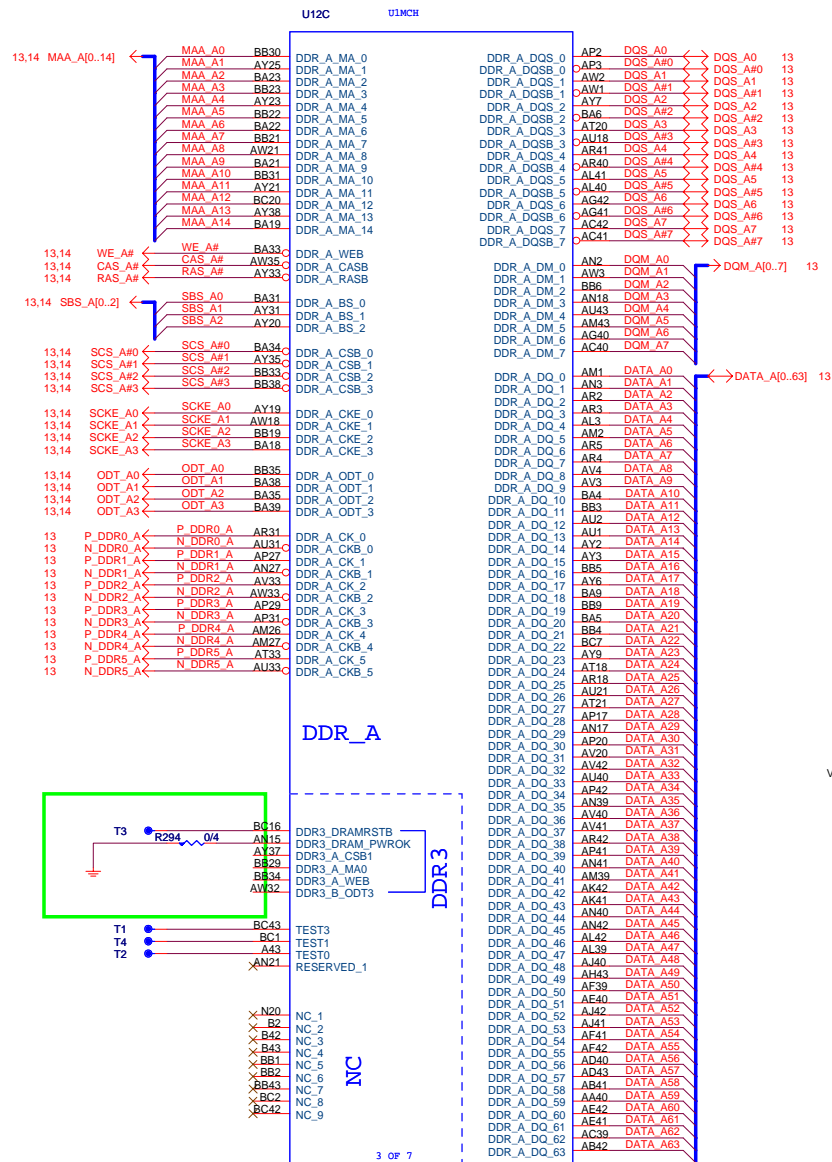 U12C U1MCH
13,14 MAA_A[0..14]
MAA_A0 BB30 DDR_A_MA_0
MAA_A1 AY25 DDR_A_MA_1
MAA_A2 BA23 DDR_A_MA_2
MAA_A3 BB23 DDR_A_MA_3
MAA_A4 AY23 DDR_A_MA_4
MAA_A5 BB22 DDR_A_MA_5
MAA_A6 BA22 DDR_A_MA_6
MAA_A7 BB21 DDR_A_MA_7
MAA_A8 AW21 DDR_A_MA_8
MAA_A9 BA21 DDR_A_MA_9
MAA_A10 BB31 DDR_A_MA_10
MAA_A11 AY21 DDR_A_MA_11
MAA_A12 BC20 DDR_A_MA_12
MAA_A13 AY38 DDR_A_MA_13
MAA_A14 BA19 DDR_A_MA_14
13,14 WE_A# WE_A# BA33 DDR_A_WEB
13,14 CAS_A# CAS_A# AW35 DDR_A_CASB
13,14 RAS_A# RAS_A# AY33 DDR_A_RASB
13,14 SBS_A[0..2]
SBS_A0 BA31 DDR_A_BS_0
SBS_A1 AY31 DDR_A_BS_1
SBS_A2 AY20 DDR_A_BS_2
13,14 SCS_A#0 SCS_A#0 BA34 DDR_A_CSB_0
13,14 SCS_A#1 SCS_A#1 AY35 DDR_A_CSB_1
13,14 SCS_A#2 SCS_A#2 BB33 DDR_A_CSB_2
13,14 SCS_A#3 SCS_A#3 BB38 DDR_A_CSB_3
13,14 SCKE_A0 SCKE_A0 AY19 DDR_A_CKE_0
13,14 SCKE_A1 SCKE_A1 AW18 DDR_A_CKE_1
13,14 SCKE_A2 SCKE_A2 BB19 DDR_A_CKE_2
13,14 SCKE_A3 SCKE_A3 BA18 DDR_A_CKE_3
13,14 ODT_A0 ODT_A0 BB35 DDR_A_ODT_0
13,14 ODT_A1 ODT_A1 BA38 DDR_A_ODT_1
13,14 ODT_A2 ODT_A2 BA35 DDR_A_ODT_2
13,14 ODT_A3 ODT_A3 BA39 DDR_A_ODT_3
13 P_DDR0_A P_DDR0_A AR31 DDR_A_CK_0
13 N_DDR0_A N_DDR0_A AU31 DDR_A_CKB_0
13 P_DDR1_A P_DDR1_A AP27 DDR_A_CK_1
13 N_DDR1_A N_DDR1_A AN27 DDR_A_CKB_1
13 P_DDR2_A P_DDR2_A AV33 DDR_A_CK_2
13 N_DDR2_A N_DDR2_A AW33 DDR_A_CKB_2
13 P_DDR3_A P_DDR3_A AP29 DDR_A_CK_3
13 N_DDR3_A N_DDR3_A AP31 DDR_A_CKB_3
13 P_DDR4_A P_DDR4_A AM26 DDR_A_CK_4
13 N_DDR4_A N_DDR4_A AM27 DDR_A_CKB_4
13 P_DDR5_A P_DDR5_A AT33 DDR_A_CK_5
13 N_DDR5_A N_DDR5_A AU33 DDR_A_CKB_5
DDR_A
T3 BC16 DDR3_DRAMRSTB
R294 0/4 AN15 DDR3_DRAM_PWROK
AY37 DDR3_A_CSB1
BB29 DDR3_A_MA0
BB34 DDR3_A_WEB
AW32 DDR3_B_ODT3
DDR3
T1 BC43 TEST3
T4 BC1 TEST1
T2 A43 TEST0
AN21 RESERVED_1
N20 NC_1
B2 NC_2
B42 NC_3
B43 NC_4
BB1 NC_5
BB2 NC_6
BB43 NC_7
BC2 NC_8
BC42 NC_9
NC
3 OF 7
DDR_A_DQS_0 AP2 DQS_A0 DQS_A0 13
DDR_A_DQSB_0 AP3 DQS_A#0 DQS_A#0 13
DDR_A_DQS_1 AW2 DQS_A1 DQS_A1 13
DDR_A_DQSB_1 AW1 DQS_A#1 DQS_A#1 13
DDR_A_DQS_2 AY7 DQS_A2 DQS_A2 13
DDR_A_DQSB_2 BA6 DQS_A#2 DQS_A#2 13
DDR_A_DQS_3 AT20 DQS_A3 DQS_A3 13
DDR_A_DQSB_3 AU18 DQS_A#3 DQS_A#3 13
DDR_A_DQS_4 AR41 DQS_A4 DQS_A4 13
DDR_A_DQSB_4 AR40 DQS_A#4 DQS_A#4 13
DDR_A_DQS_5 AL41 DQS_A5 DQS_A5 13
DDR_A_DQSB_5 AL40 DQS_A#5 DQS_A#5 13
DDR_A_DQS_6 AG42 DQS_A6 DQS_A6 13
DDR_A_DQSB_6 AG41 DQS_A#6 DQS_A#6 13
DDR_A_DQS_7 AC42 DQS_A7 DQS_A7 13
DDR_A_DQSB_7 AC41 DQS_A#7 DQS_A#7 13
DDR_A_DM_0 AN2 DQM_A0 DQM_A[0..7] 13
DDR_A_DM_1 AW3 DQM_A1
DDR_A_DM_2 BB6 DQM_A2
DDR_A_DM_3 AN18 DQM_A3
DDR_A_DM_4 AU43 DQM_A4
DDR_A_DM_5 AM43 DQM_A5
DDR_A_DM_6 AG40 DQM_A6
DDR_A_DM_7 AC40 DQM_A7
DDR_A_DQ_0 AM1 DATA_A0 DATA_A[0..63] 13
DDR_A_DQ_1 AN3 DATA_A1
DDR_A_DQ_2 AR2 DATA_A2
DDR_A_DQ_3 AR3 DATA_A3
DDR_A_DQ_4 AL3 DATA_A4
DDR_A_DQ_5 AM2 DATA_A5
DDR_A_DQ_6 AR5 DATA_A6
DDR_A_DQ_7 AR4 DATA_A7
DDR_A_DQ_8 AV4 DATA_A8
DDR_A_DQ_9 AV3 DATA_A9
DDR_A_DQ_10 BA4 DATA_A10
DDR_A_DQ_11 BB3 DATA_A11
DDR_A_DQ_12 AU2 DATA_A12
DDR_A_DQ_13 AU1 DATA_A13
DDR_A_DQ_14 AY2 DATA_A14
DDR_A_DQ_15 AY3 DATA_A15
DDR_A_DQ_16 BB5 DATA_A16
DDR_A_DQ_17 AY6 DATA_A17
DDR_A_DQ_18 BA9 DATA_A18
DDR_A_DQ_19 BB9 DATA_A19
DDR_A_DQ_20 BA5 DATA_A20
DDR_A_DQ_21 BB4 DATA_A21
DDR_A_DQ_22 BC7 DATA_A22
DDR_A_DQ_23 AY9 DATA_A23
DDR_A_DQ_24 AT18 DATA_A24
DDR_A_DQ_25 AR18 DATA_A25
DDR_A_DQ_26 AU21 DATA_A26
DDR_A_DQ_27 AT21 DATA_A27
DDR_A_DQ_28 AP17 DATA_A28
DDR_A_DQ_29 AN17 DATA_A29
DDR_A_DQ_30 AP20 DATA_A30
DDR_A_DQ_31 AV20 DATA_A31
DDR_A_DQ_32 AV42 DATA_A32
DDR_A_DQ_33 AU40 DATA_A33
DDR_A_DQ_34 AP42 DATA_A34
DDR_A_DQ_35 AN39 DATA_A35
DDR_A_DQ_36 AV40 DATA_A36
DDR_A_DQ_37 AV41 DATA_A37
DDR_A_DQ_38 AR42 DATA_A38
DDR_A_DQ_39 AP41 DATA_A39
DDR_A_DQ_40 AN41 DATA_A40
DDR_A_DQ_41 AM39 DATA_A41
DDR_A_DQ_42 AK42 DATA_A42
DDR_A_DQ_43 AK41 DATA_A43
DDR_A_DQ_44 AN40 DATA_A44
DDR_A_DQ_45 AN42 DATA_A45
DDR_A_DQ_46 AL42 DATA_A46
DDR_A_DQ_47 AL39 DATA_A47
DDR_A_DQ_48 AJ40 DATA_A48
DDR_A_DQ_49 AH43 DATA_A49
DDR_A_DQ_50 AF39 DATA_A50
DDR_A_DQ_51 AE40 DATA_A51
DDR_A_DQ_52 AJ42 DATA_A52
DDR_A_DQ_53 AJ41 DATA_A53
DDR_A_DQ_54 AF41 DATA_A54
DDR_A_DQ_55 AF42 DATA_A55
DDR_A_DQ_56 AD40 DATA_A56
DDR_A_DQ_57 AD43 DATA_A57
DDR_A_DQ_58 AB41 DATA_A58
DDR_A_DQ_59 AA40 DATA_A59
DDR_A_DQ_60 AE42 DATA_A60
DDR_A_DQ_61 AE41 DATA_A61
DDR_A_DQ_62 AC39 DATA_A62
DDR_A_DQ_63 AB42 DATA_A63